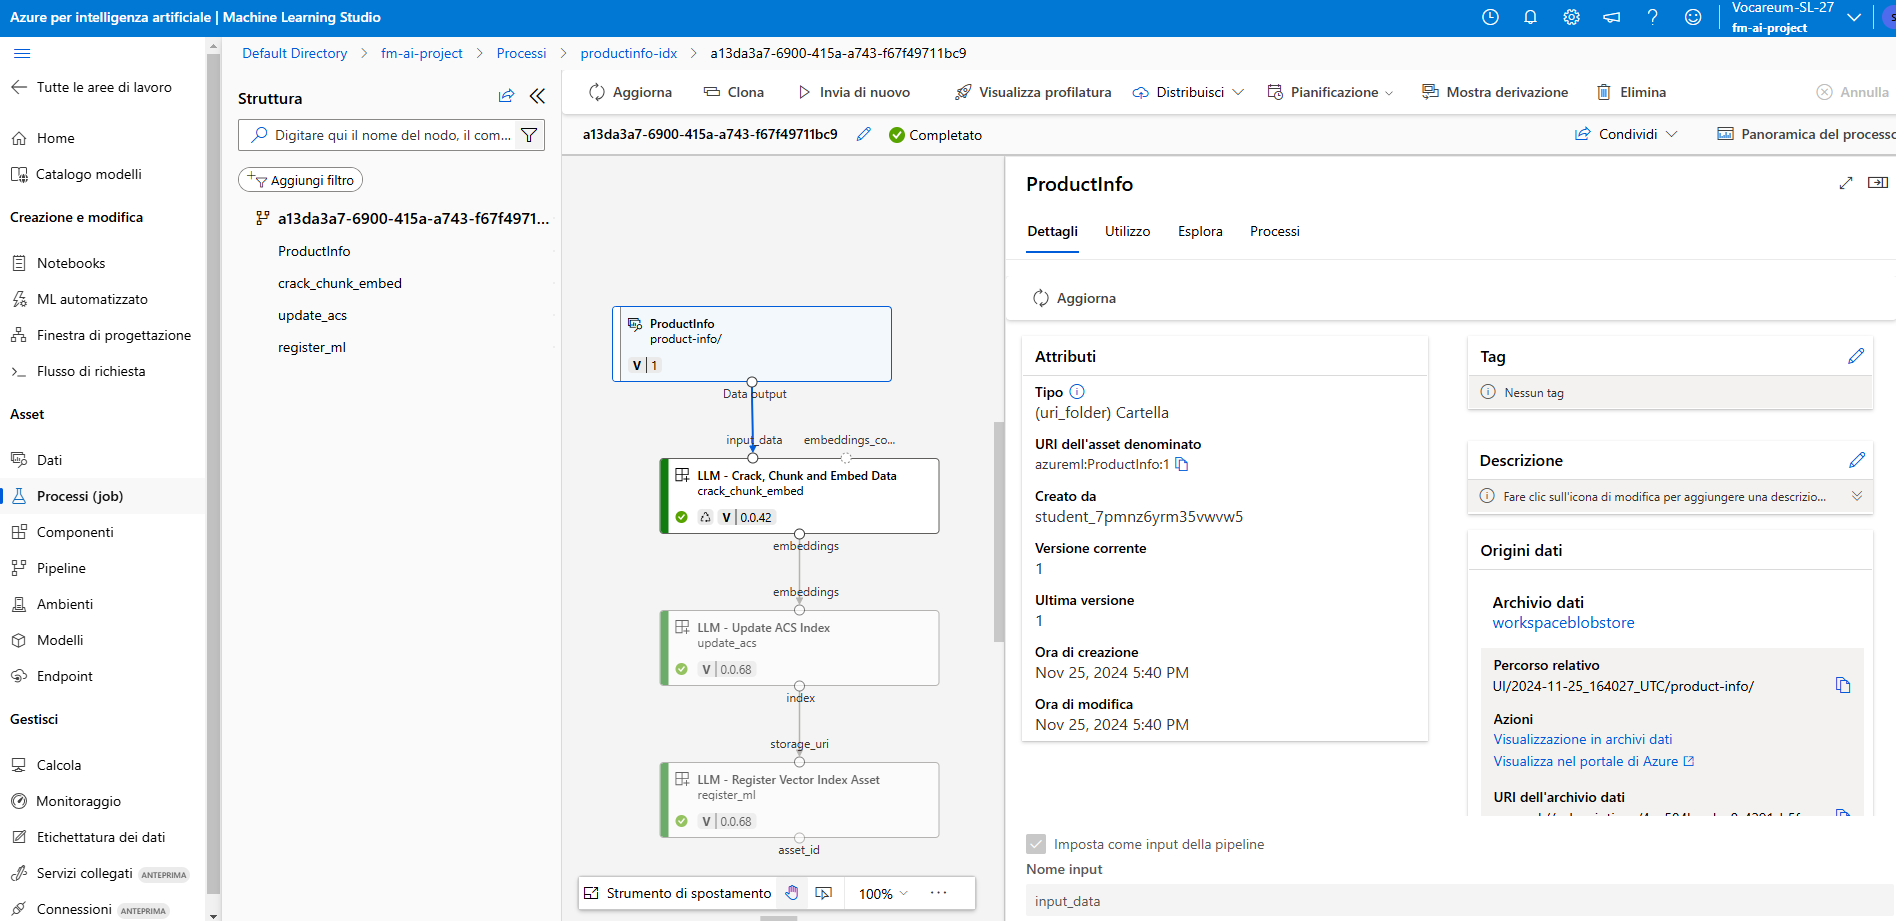 Azure per intelligenza artificiale | Machine Learning Studio
Vocareum-SL-27
fm-ai-project
Tutte le aree di lavoro
Home
Catalogo modelli
Creazione e modifica
Notebooks
ML automatizzato
Finestra di progettazione
Flusso di richiesta
Asset
Dati
Processi (job)
Componenti
Pipeline
Ambienti
Modelli
Endpoint
Gestisci
Calcola
Monitoraggio
Etichettatura dei dati
Servizi collegati ANTEPRIMA
Connessioni ANTEPRIMA
Default Directory > fm-ai-project > Processi > productinfo-idx > a13da3a7-6900-415a-a743-f67f49711bc9
Struttura
Digitare qui il nome del nodo, il com...
Aggiungi filtro
a13da3a7-6900-415a-a743-f67f4971...
ProductInfo
crack_chunk_embed
update_acs
register_ml
Aggiorna Clona Invia di nuovo Visualizza profilatura Distribuisci Pianificazione Mostra derivazione Elimina Annulla
a13da3a7-6900-415a-a743-f67f49711bc9 Completato Condividi Panoramica del processo
ProductInfo
product-info/
V | 1
Data output
input_data embeddings_co...
LLM - Crack, Chunk and Embed Data
crack_chunk_embed
V | 0.0.42
embeddings
embeddings
LLM - Update ACS Index
update_acs
V | 0.0.68
index
storage_uri
LLM - Register Vector Index Asset
register_ml
V | 0.0.68
asset_id
Strumento di spostamento 100% ...
ProductInfo
Dettagli Utilizzo Esplora Processi
Aggiorna
Attributi
Tipo
(uri_folder) Cartella
URI dell'asset denominato
azureml:ProductInfo:1
Creato da
student_7pmnz6yrm35vwvw5
Versione corrente
1
Ultima versione
1
Ora di creazione
Nov 25, 2024 5:40 PM
Ora di modifica
Nov 25, 2024 5:40 PM
Tag
Nessun tag
Descrizione
Fare clic sull'icona di modifica per aggiungere una descrizio...
Origini dati
Archivio dati
workspaceblobstore
Percorso relativo
UI/2024-11-25_164027_UTC/product-info/
Azioni
Visualizzazione in archivi dati
Visualizza nel portale di Azure
URI dell'archivio dati
Imposta come input della pipeline
Nome input
input_data